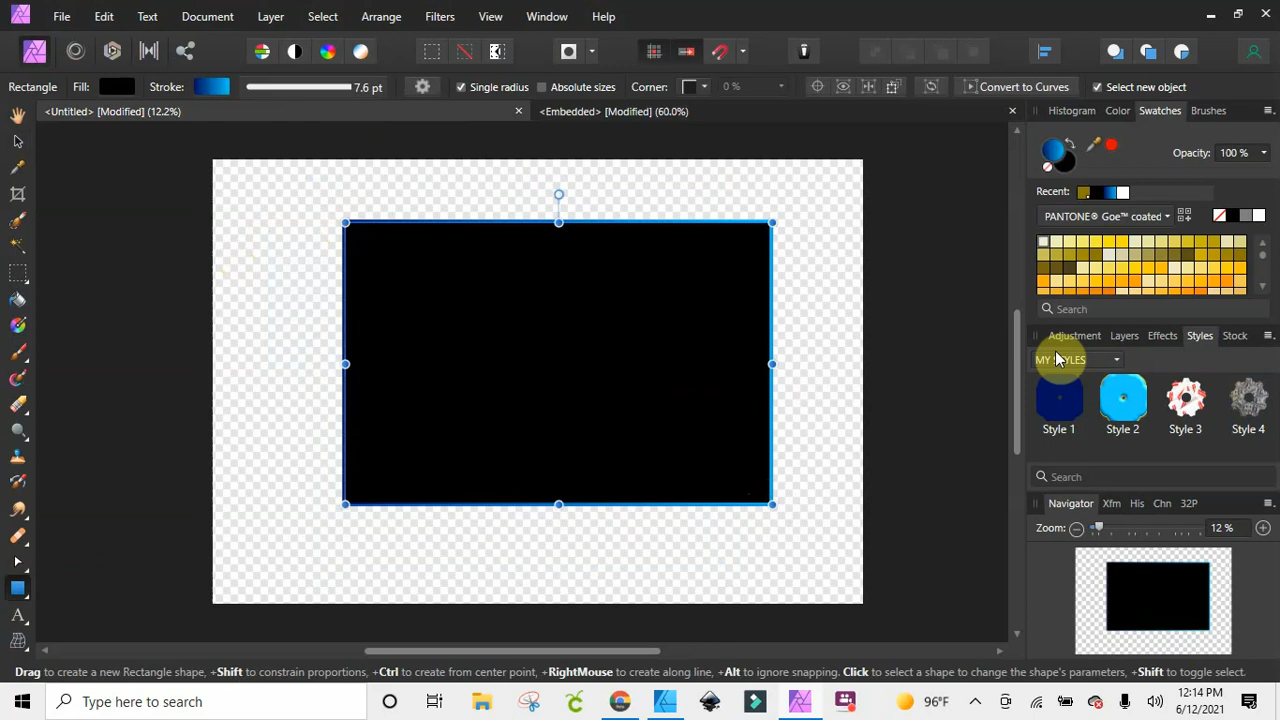 File Edit Text Document Layer Select Arrange Filters View Window Help
Rectangle Fill: Stroke: 7.6 pt Single radius Absolute sizes Corner: 0 % Convert to Curves Select new object
<Untitled> [Modified] (12.2%) <Embedded> [Modified] (60.0%)
Histogram Color Swatches Brushes
Opacity: 100 %
Recent:
PANTONE® Goe™ coated
Search
Adjustment Layers Effects Styles Stock
MY STYLES
Style 1 Style 2 Style 3 Style 4
Search
Navigator Xfm His Chn 32P
Zoom: 12 %
Drag to create a new Rectangle shape, +Shift to constrain proportions, +Ctrl to create from center point, +RightMouse to create along line, +Alt to ignore snapping. Click to select a shape to change the shape's parameters, +Shift to toggle select.
Type here to search
96°F
12:14 PM
6/12/2021